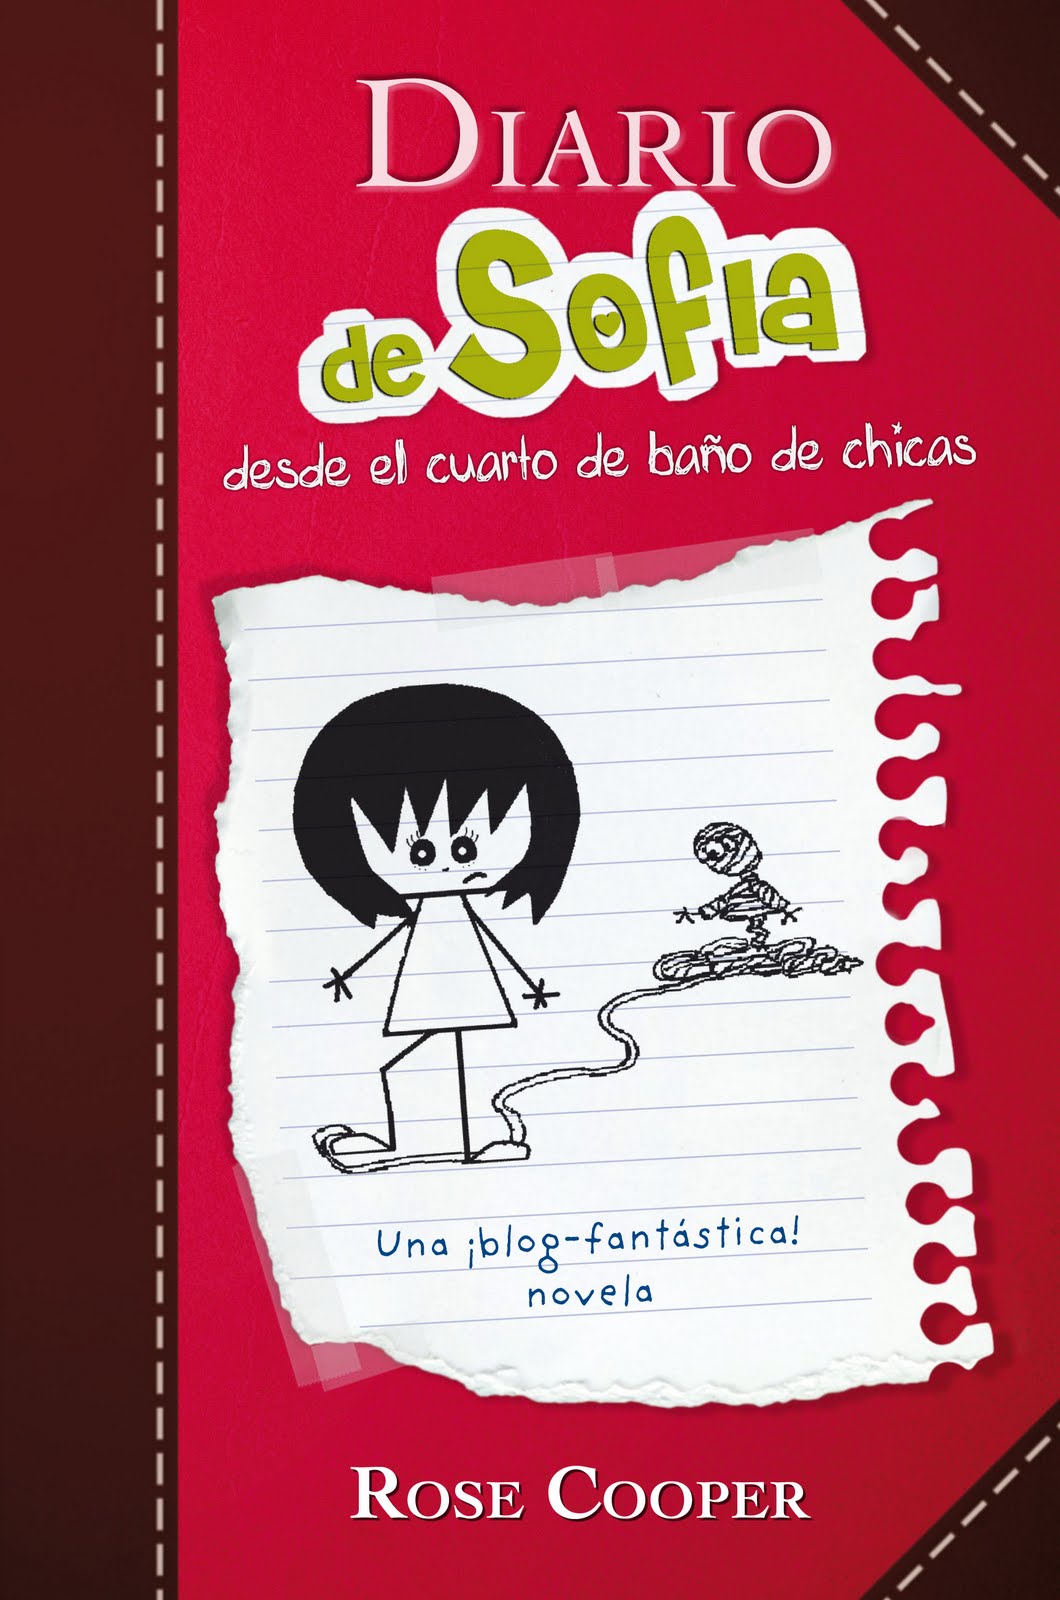 DIARIO
de Sofia
desde el cuarto de baño de chicas
Una ¡blog-fantástica!
novela
ROSE COOPER